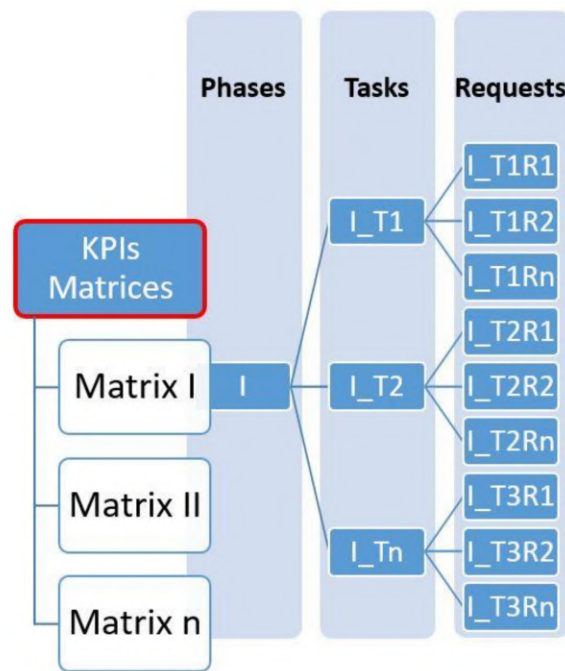 Phases Tasks Requests
KPIs
Matrices
Matrix I
Matrix II
Matrix n
I
I_T1
I_T2
I_Tn
I_T1R1
I_T1R2
I_T1Rn
I_T2R1
I_T2R2
I_T2Rn
I_T3R1
I_T3R2
I_T3Rn